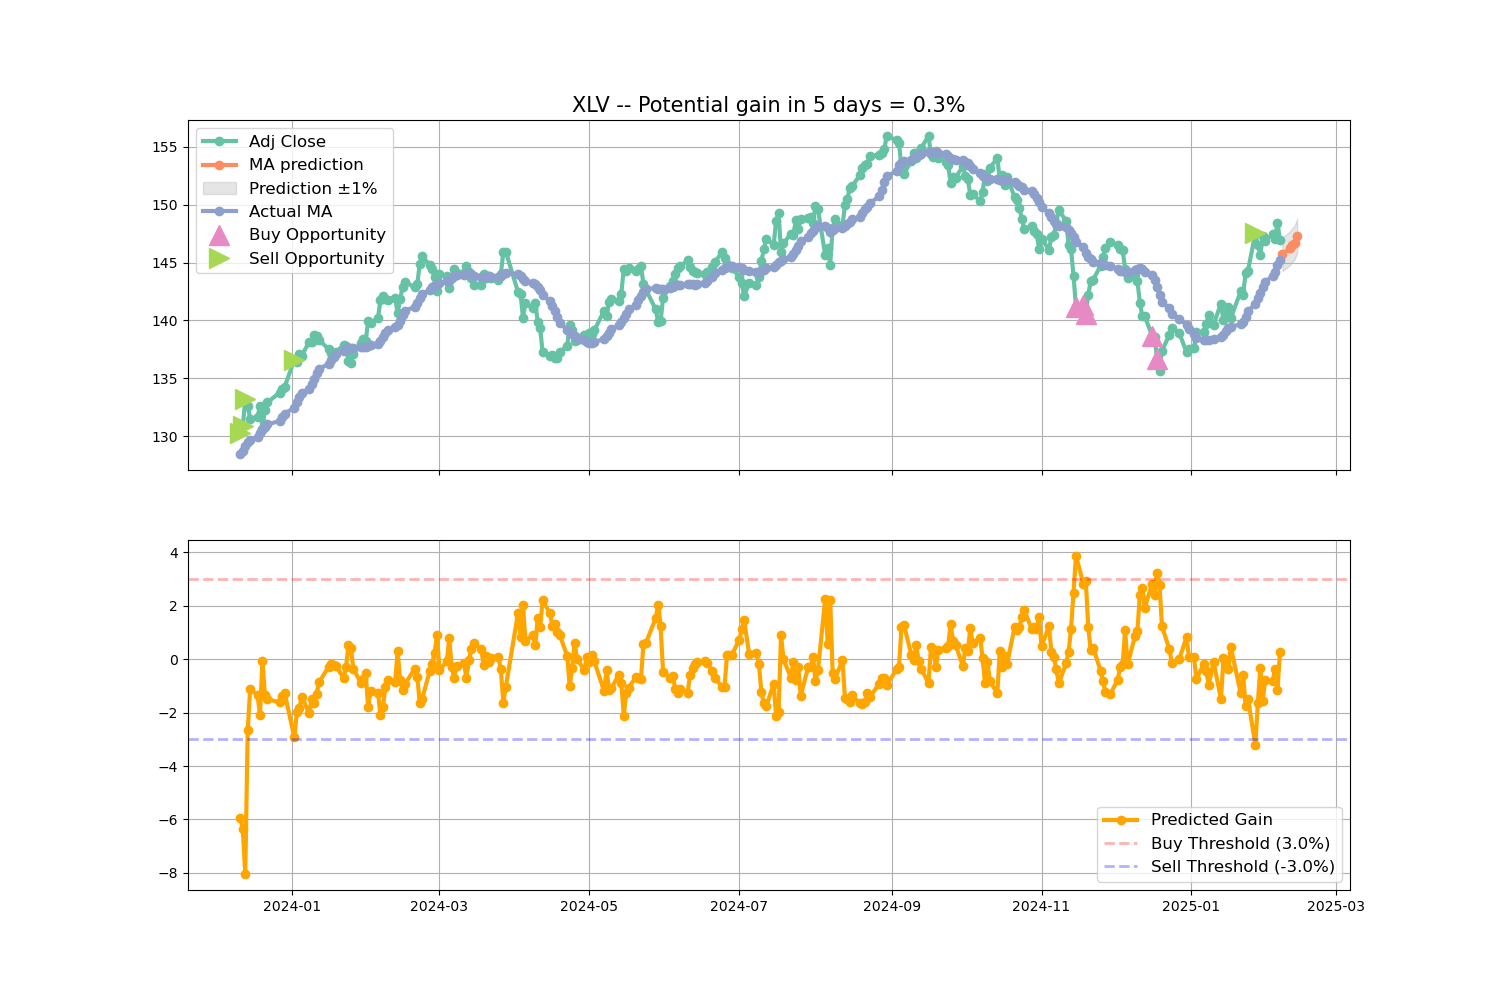 XLV -- Potential gain in 5 days = 0.3%
Adj Close
MA prediction
Prediction ±1%
Actual MA
Buy Opportunity
Sell Opportunity
155
150
145
140
135
130
4
2
0
−2
−4
−6
−8
Predicted Gain
Buy Threshold (3.0%)
Sell Threshold (-3.0%)
2024-01
2024-03
2024-05
2024-07
2024-09
2024-11
2025-01
2025-03